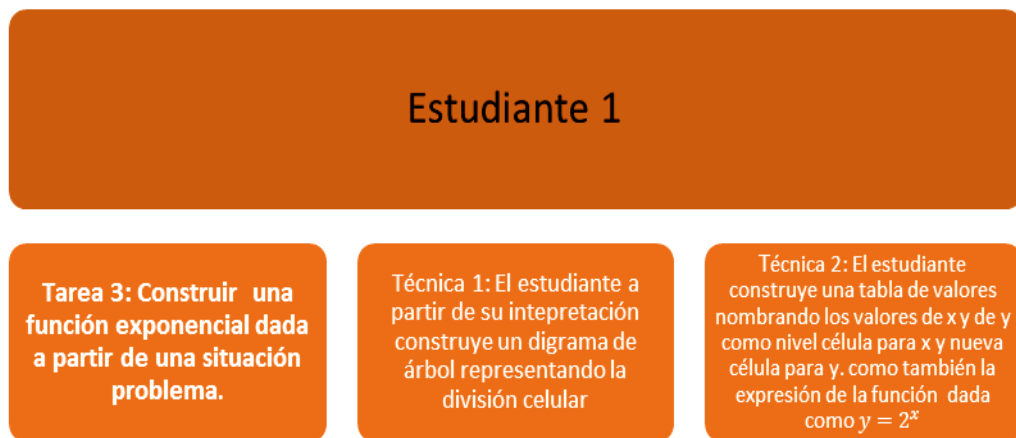 Estudiante 1
Tarea 3: Construir una
función exponencial dada
a partir de una situación
problema.
Técnica 1: El estudiante a
partir de su intepretación
construye un digrama de
árbol representando la
división celular
Técnica 2: El estudiante
construye una tabla de valores
nombrando los valores de x y de y
como nivel célula para x y nueva
célula para y. como también la
expresión de la función dada
como y = 2^x